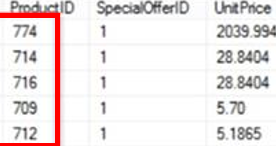 ProductID SpecialOfferID UnitPrice
774 1 2039.994
714 1 28.8404
716 1 28.8404
709 1 5.70
712 1 5.1865